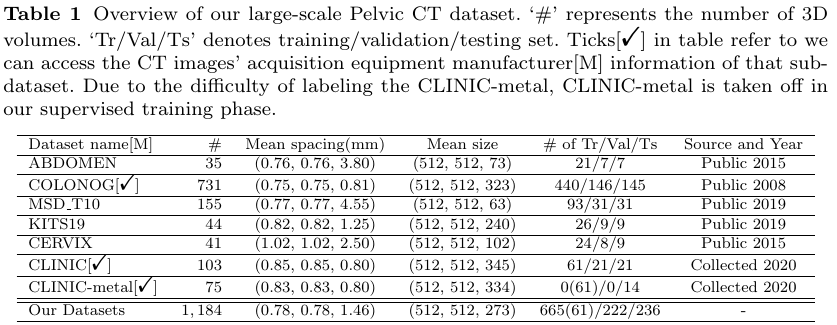 Table 1 Overview of our large-scale Pelvic CT dataset. ‘#’ represents the number of 3D
volumes. ‘Tr/Val/Ts’ denotes training/validation/testing set. Ticks[✓] in table refer to we
can access the CT images’ acquisition equipment manufacturer[M] information of that sub-
dataset. Due to the difficulty of labeling the CLINIC-metal, CLINIC-metal is taken off in
our supervised training phase.
Dataset name[M] # Mean spacing(mm) Mean size # of Tr/Val/Ts Source and Year
ABDOMEN 35 (0.76, 0.76, 3.80) (512, 512, 73) 21/7/7 Public 2015
COLONOG[✓] 731 (0.75, 0.75, 0.81) (512, 512, 323) 440/146/145 Public 2008
MSD_T10 155 (0.77, 0.77, 4.55) (512, 512, 63) 93/31/31 Public 2019
KITS19 44 (0.82, 0.82, 1.25) (512, 512, 240) 26/9/9 Public 2019
CERVIX 41 (1.02, 1.02, 2.50) (512, 512, 102) 24/8/9 Public 2015
CLINIC[✓] 103 (0.85, 0.85, 0.80) (512, 512, 345) 61/21/21 Collected 2020
CLINIC-metal[✓] 75 (0.83, 0.83, 0.80) (512, 512, 334) 0(61)/0/14 Collected 2020
Our Datasets 1,184 (0.78, 0.78, 1.46) (512, 512, 273) 665(61)/222/236 -